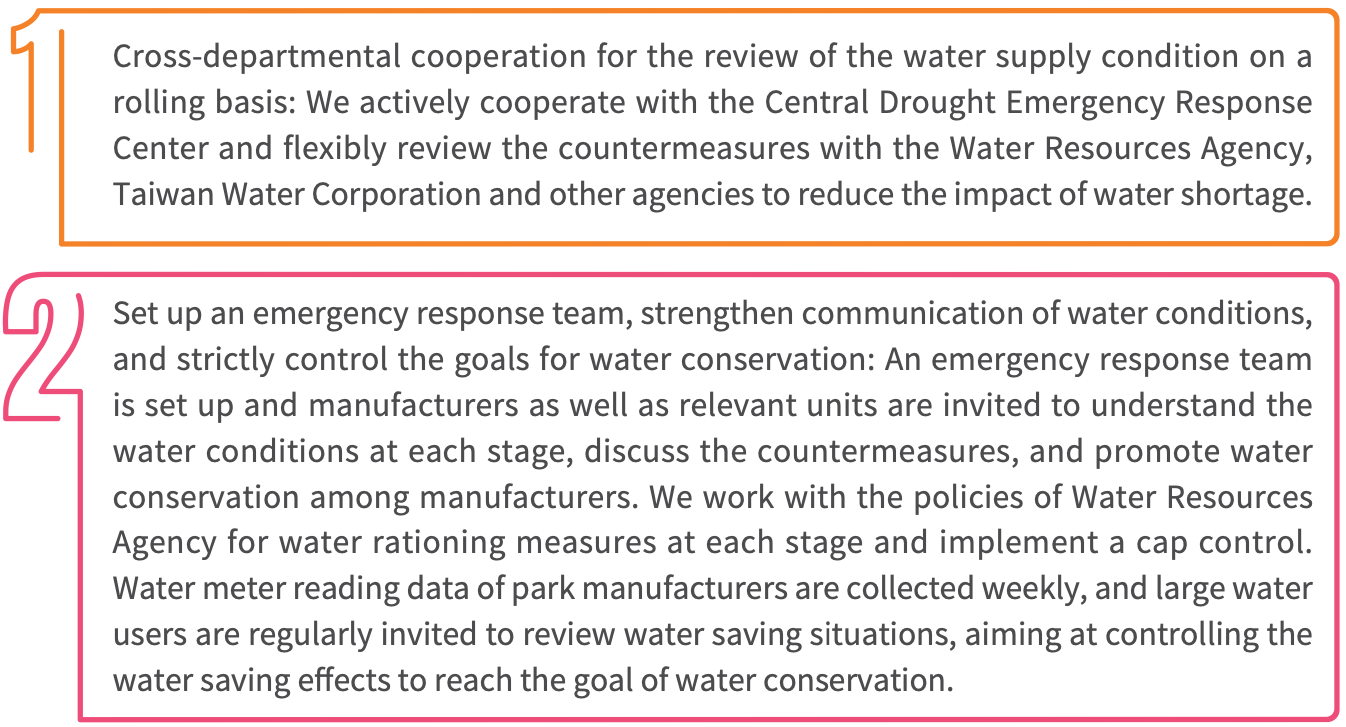 1
Cross-departmental cooperation for the review of the water supply condition on a
rolling basis: We actively cooperate with the Central Drought Emergency Response
Center and flexibly review the countermeasures with the Water Resources Agency,
Taiwan Water Corporation and other agencies to reduce the impact of water shortage.
2
Set up an emergency response team, strengthen communication of water conditions,
and strictly control the goals for water conservation: An emergency response team
is set up and manufacturers as well as relevant units are invited to understand the
water conditions at each stage, discuss the countermeasures, and promote water
conservation among manufacturers. We work with the policies of Water Resources
Agency for water rationing measures at each stage and implement a cap control.
Water meter reading data of park manufacturers are collected weekly, and large water
users are regularly invited to review water saving situations, aiming at controlling the
water saving effects to reach the goal of water conservation.